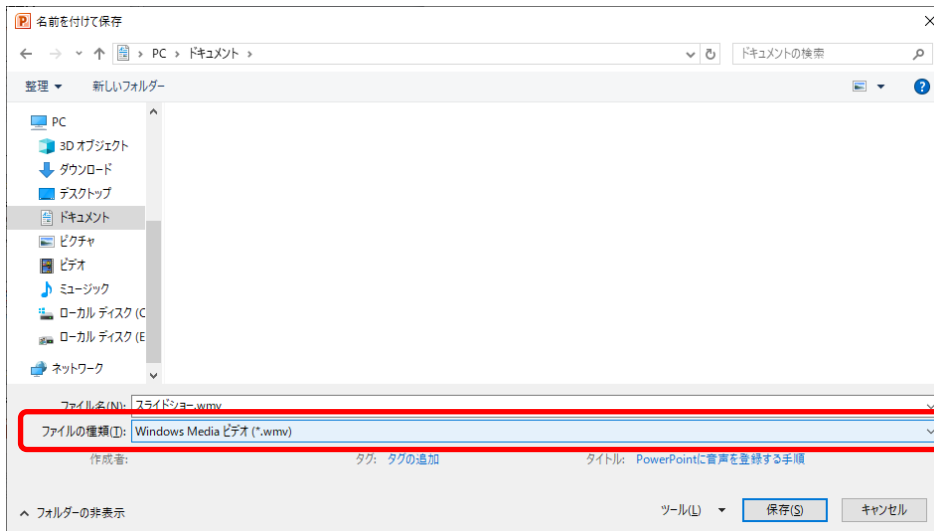 名前を付けて保存
PC › ドキュメント ›
ドキュメントの検索
整理 新しいフォルダー
PC
3D オブジェクト
ダウンロード
デスクトップ
ドキュメント
ピクチャ
ビデオ
ミュージック
ローカル ディスク (C
ローカル ディスク (E
ネットワーク
ファイル名(N): スライドショー.wmv
ファイルの種類(T): Windows Media ビデオ (*.wmv)
作成者: タグ: タグの追加 タイトル: PowerPointに音声を登録する手順
フォルダーの非表示 ツール(L) 保存(S) キャンセル